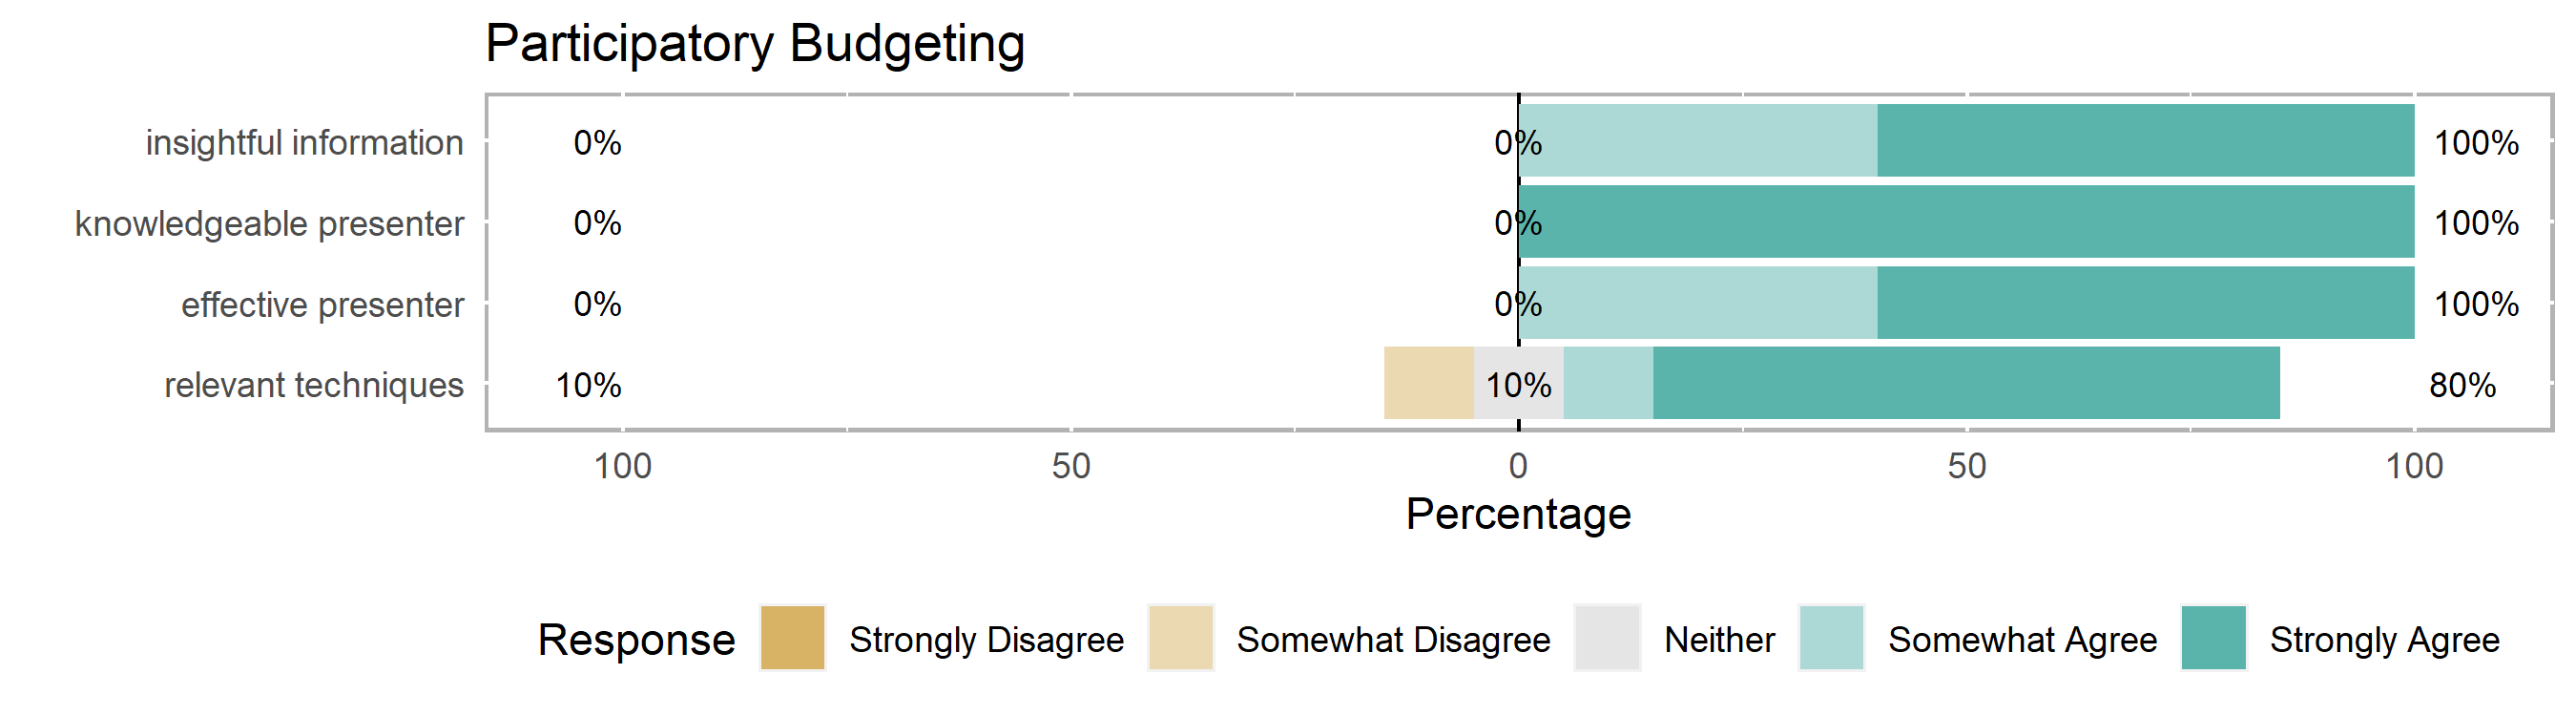 Participatory Budgeting
insightful information 0% 0% 100%
knowledgeable presenter 0% 0% 100%
effective presenter 0% 0% 100%
relevant techniques 10% 10% 80%
100 50 0 50 100
Percentage
Response Strongly Disagree Somewhat Disagree Neither Somewhat Agree Strongly Agree